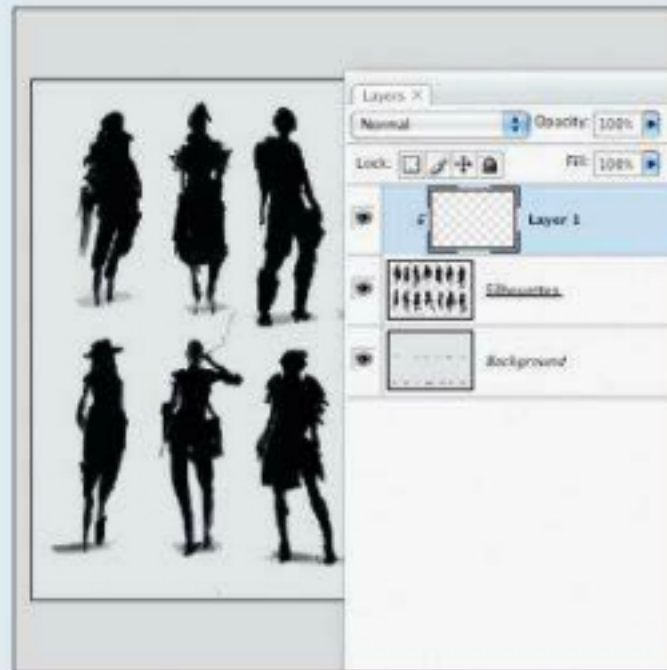 Layers ×
Normal Opacity: 100%
Lock: Fill: 100%
Layer 1
Silhouettes
Background